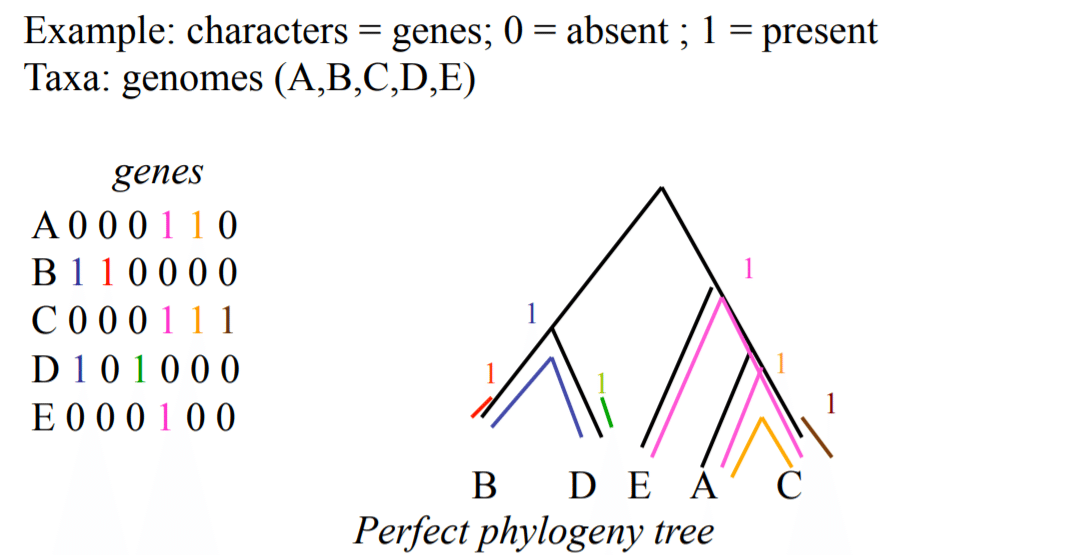 Example: characters = genes; 0 = absent ; 1 = present
Taxa: genomes (A,B,C,D,E)
genes
A 0 0 0 1 1 0
B 1 1 0 0 0 0
C 0 0 0 1 1 1
D 1 0 1 0 0 0
E 0 0 0 1 0 0
1
1
1
1
1
1
B D E A C
Perfect phylogeny tree